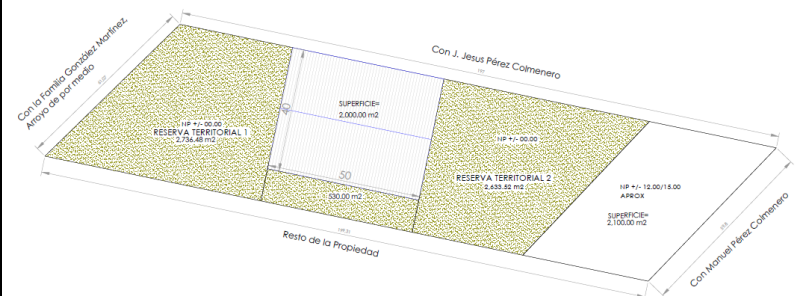 Con J. Jesus Pérez Colmenero
Con la Familia González Martínez,
Arroyo de por medio
SUPERFICIE=
2,000.00 m2
40
50
NP +/- 00.00
RESERVA TERRITORIAL 1
2,736.48 m2
530.00 m2
NP +/- 00.00
RESERVA TERRITORIAL 2
2,633.52 m2
NP +/- 12.00/15.00
APROX
SUPERFICIE=
2,100.00 m2
Resto de la Propiedad
Con Manuel Pérez Colmenero